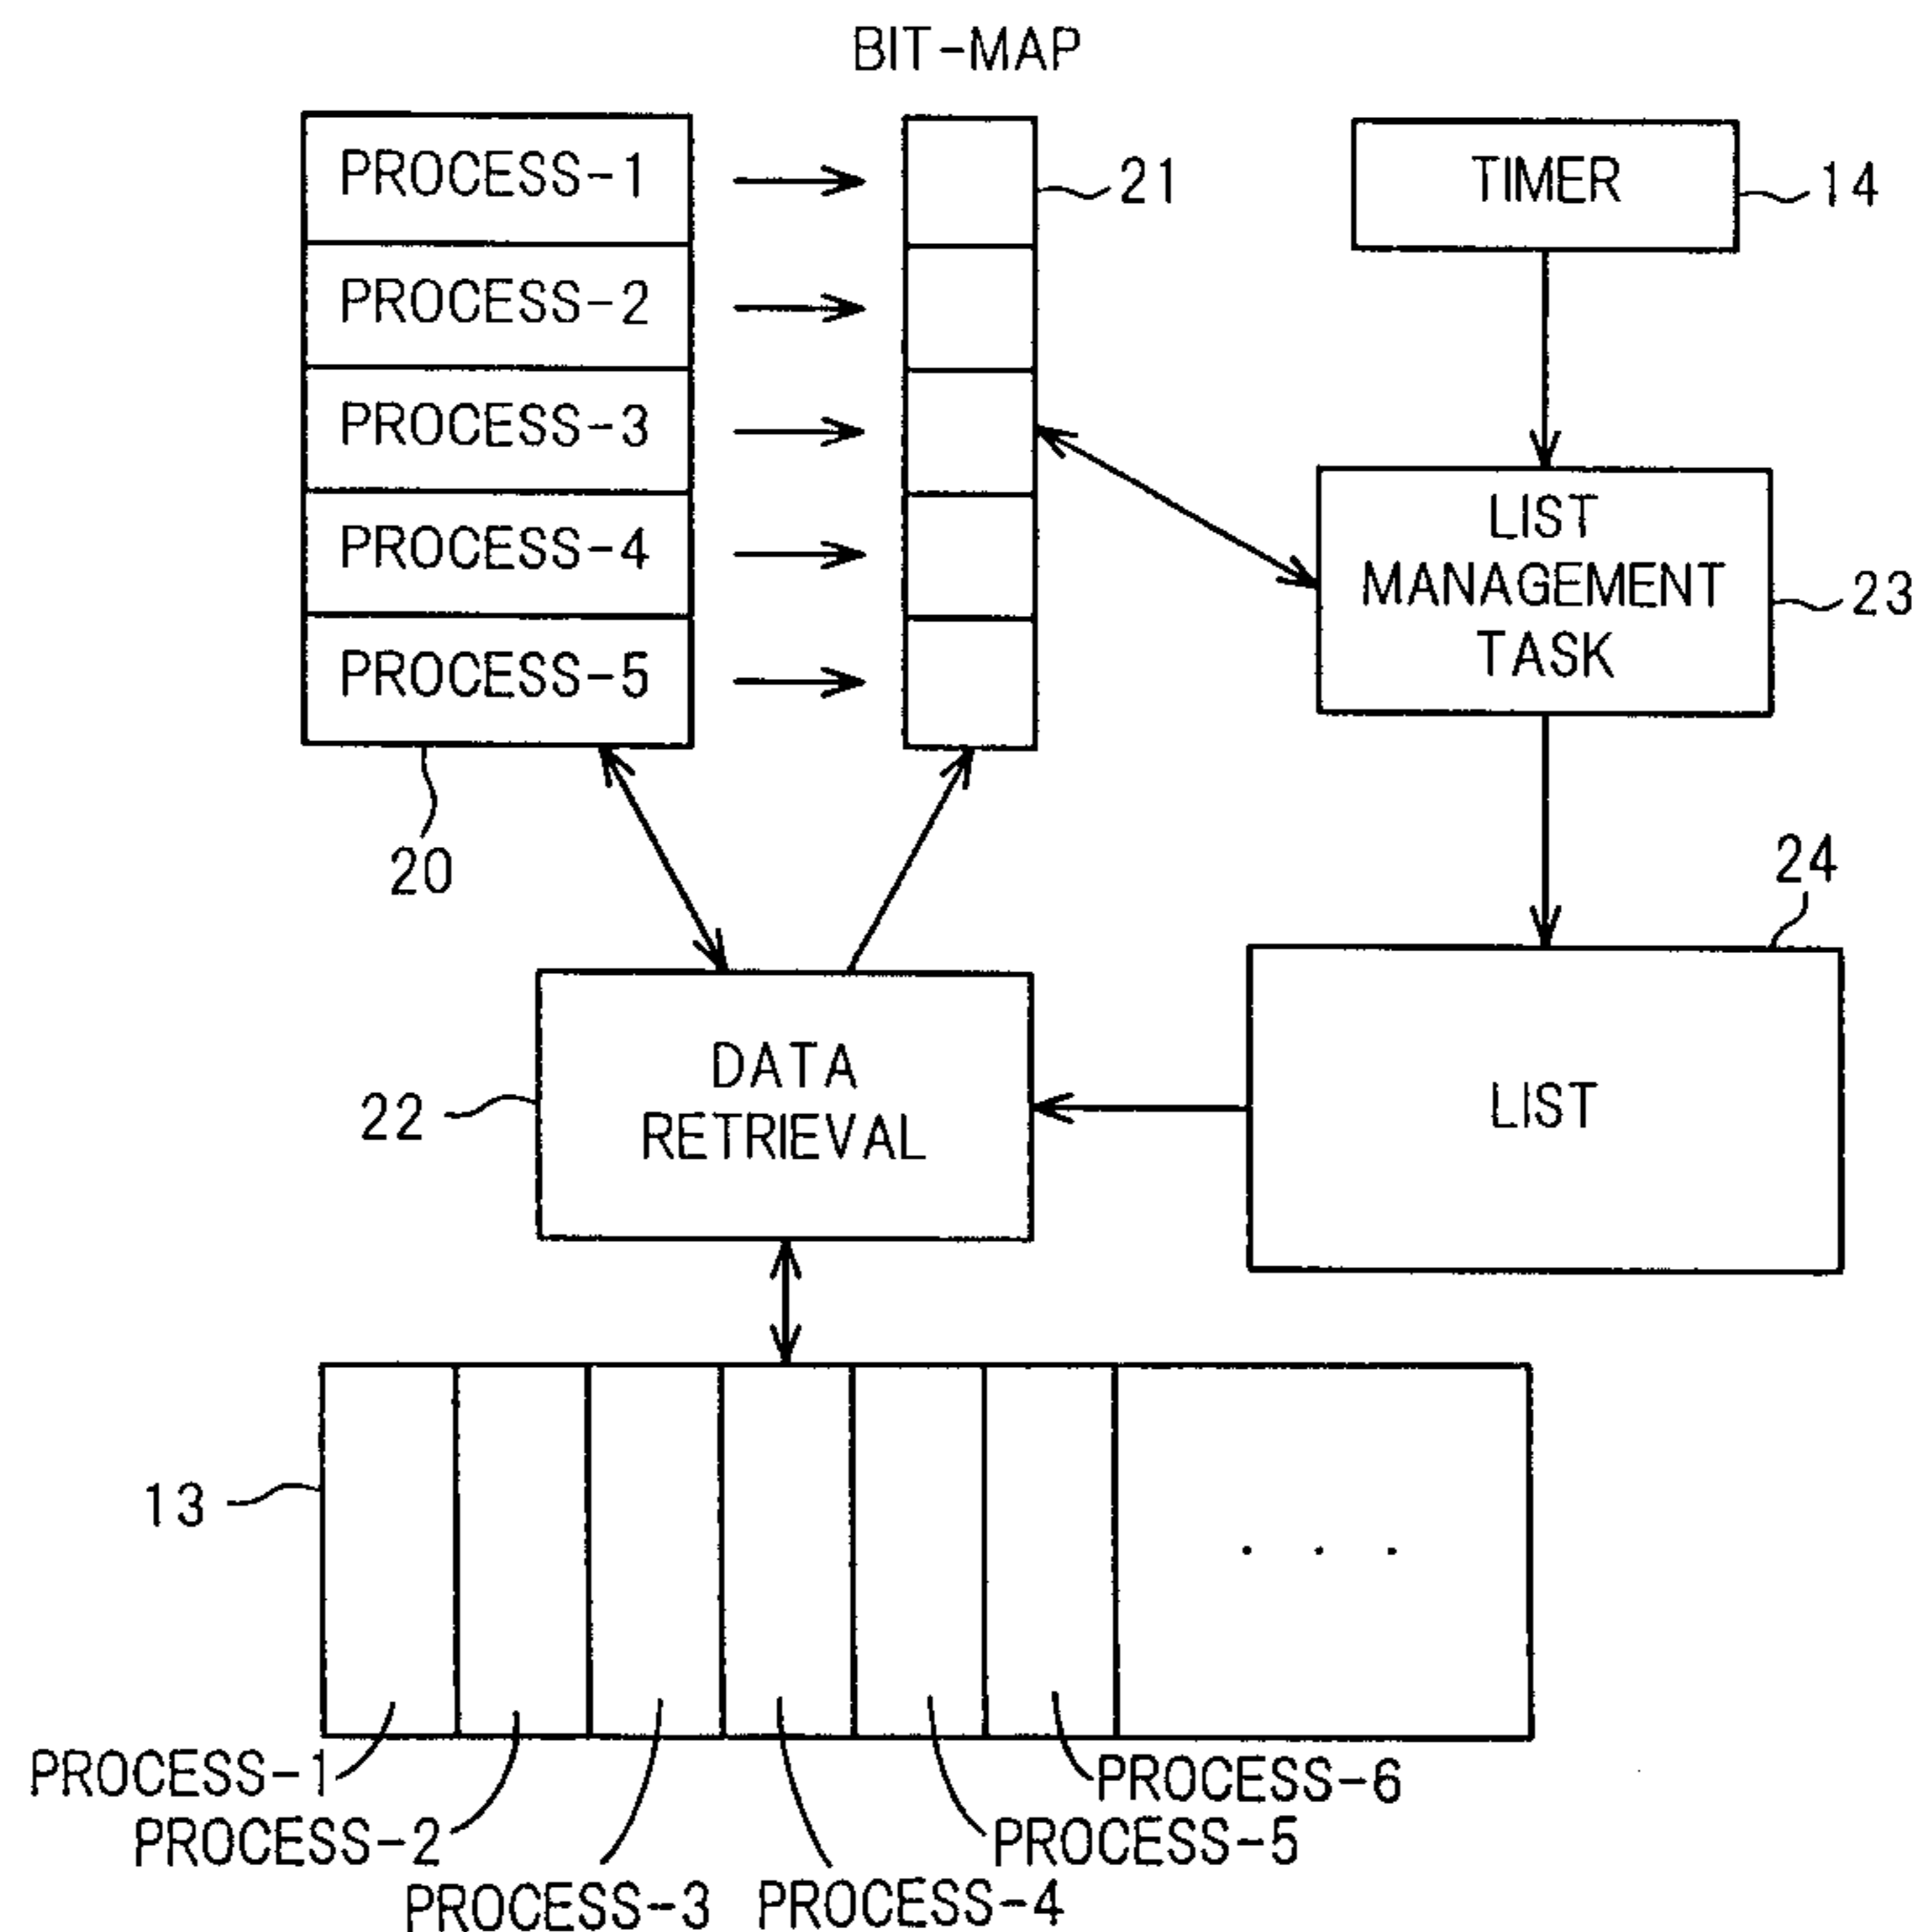 BIT-MAP
PROCESS-1
PROCESS-2
PROCESS-3
PROCESS-4
PROCESS-5
20
21
TIMER
14
LIST
MANAGEMENT
TASK
23
24
LIST
DATA
RETRIEVAL
22
13
. . .
PROCESS-1
PROCESS-2
PROCESS-3
PROCESS-4
PROCESS-5
PROCESS-6